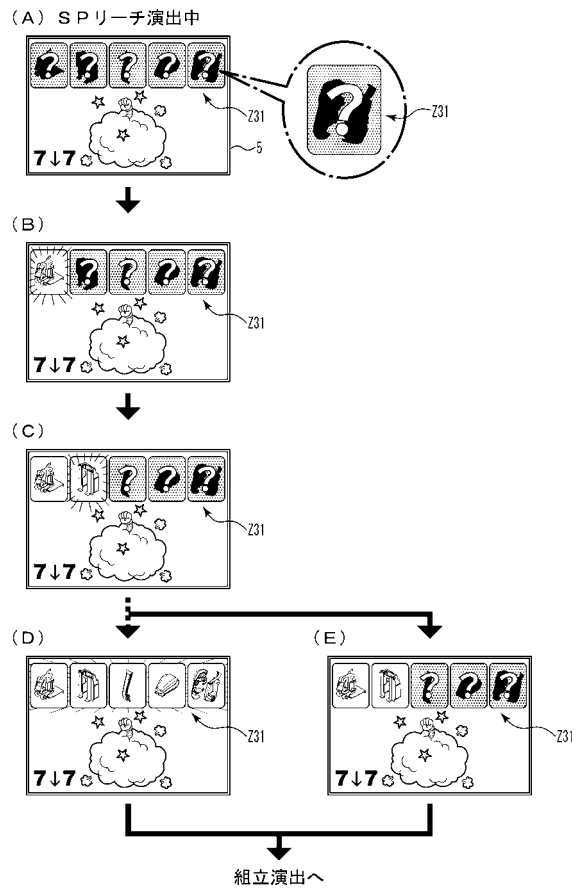 (A) SPリーチ演出中
? ? ? ? ?
Z31
7↓7
5
?
Z31
(B)
? ? ? ?
Z31
7↓7
(C)
? ? ?
Z31
7↓7
(D)
Z31
7↓7
(E)
? ? ?
Z31
7↓7
組立演出へ